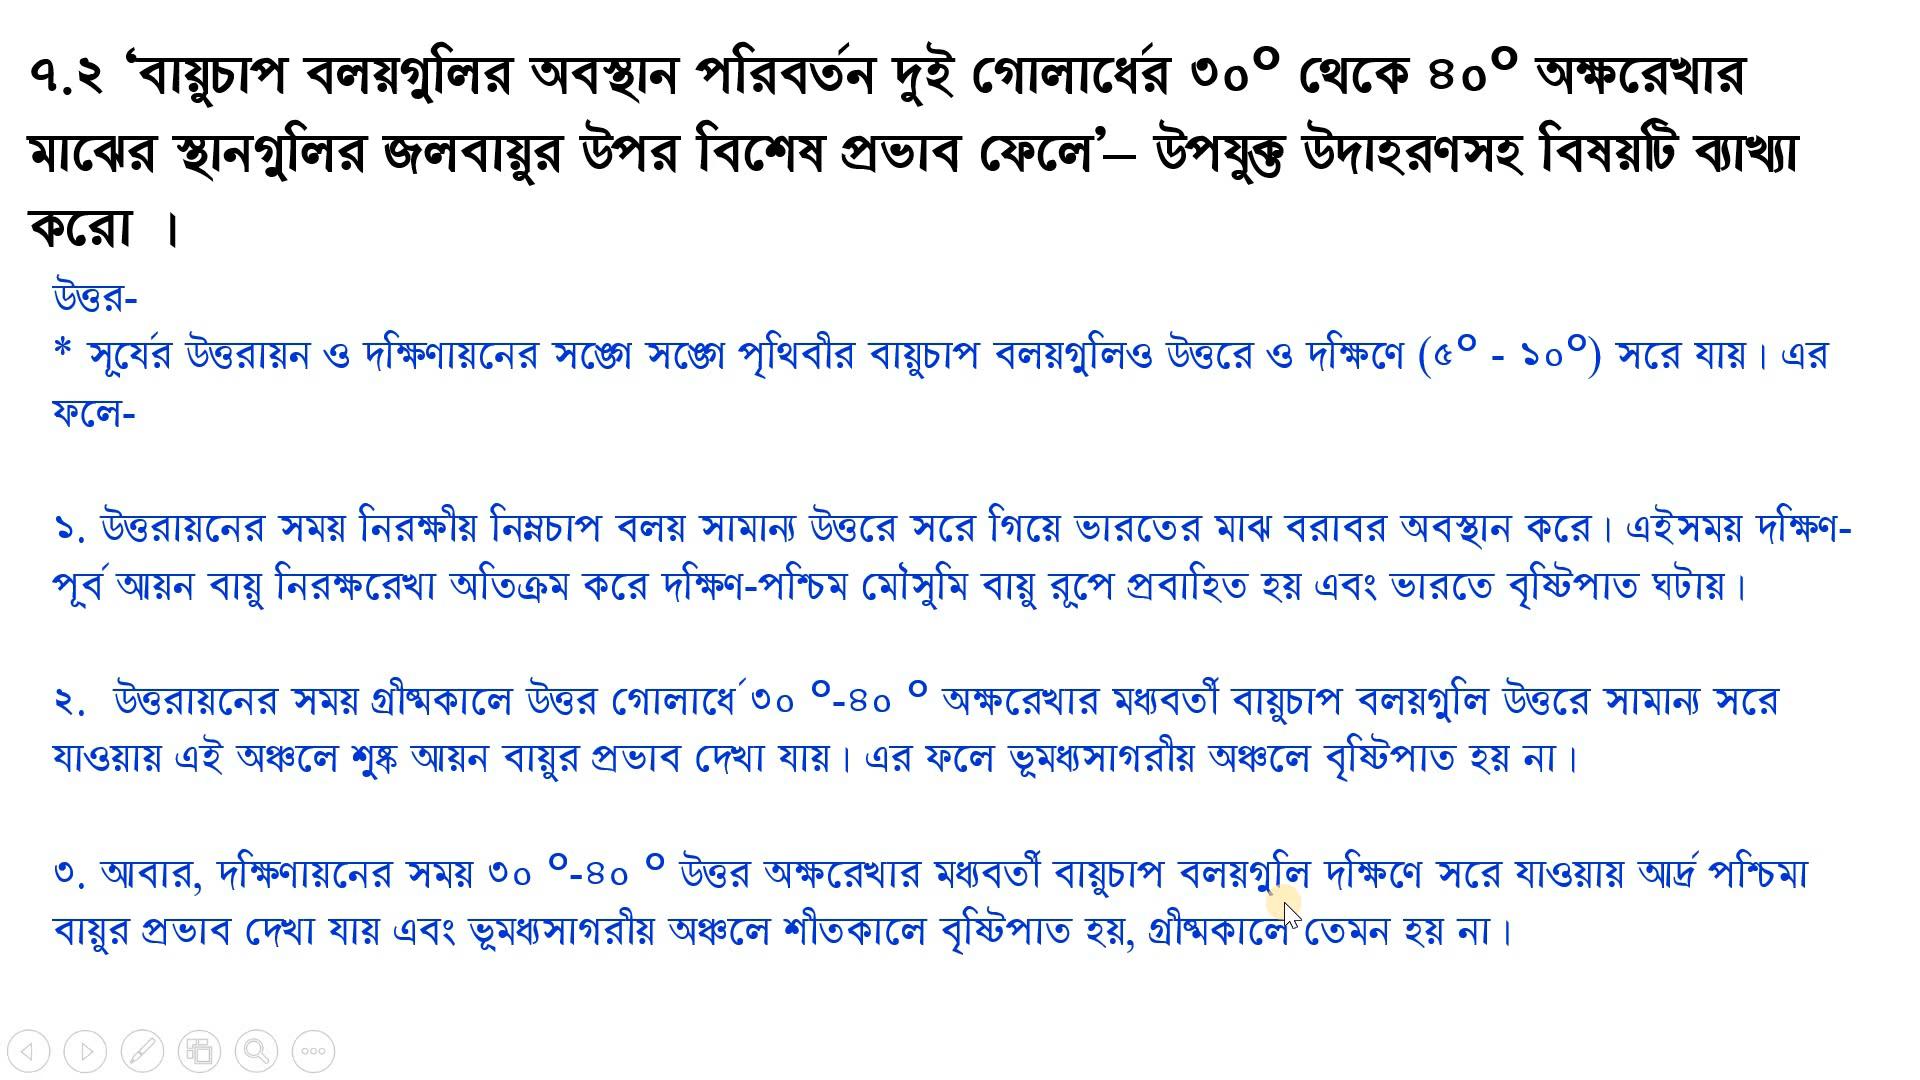 ৭.২ ‘বায়ুচাপ বলয়গুলির অবস্থান পরিবর্তন দুই গোলার্ধের ৩০° থেকে ৪০° অক্ষরেখার
মাঝের স্থানগুলির জলবায়ুর উপর বিশেষ প্রভাব ফেলে’– উপযুক্ত উদাহরণসহ বিষয়টি ব্যাখ্যা
করো ।
উত্তর-
* সূর্যের উত্তরায়ন ও দক্ষিণায়নের সঙ্গে সঙ্গে পৃথিবীর বায়ুচাপ বলয়গুলিও উত্তরে ও দক্ষিণে (৫° - ১০°) সরে যায়। এর
ফলে-
১. উত্তরায়নের সময় নিরক্ষীয় নিম্নচাপ বলয় সামান্য উত্তরে সরে গিয়ে ভারতের মাঝ বরাবর অবস্থান করে। এইসময় দক্ষিণ-
পূর্ব আয়ন বায়ু নিরক্ষরেখা অতিক্রম করে দক্ষিণ-পশ্চিম মৌসুমি বায়ু রূপে প্রবাহিত হয় এবং ভারতে বৃষ্টিপাত ঘটায়।
২. উত্তরায়নের সময় গ্রীষ্মকালে উত্তর গোলার্ধে ৩০ °-৪০ ° অক্ষরেখার মধ্যবর্তী বায়ুচাপ বলয়গুলি উত্তরে সামান্য সরে
যাওয়ায় এই অঞ্চলে শুষ্ক আয়ন বায়ুর প্রভাব দেখা যায়। এর ফলে ভূমধ্যসাগরীয় অঞ্চলে বৃষ্টিপাত হয় না।
৩. আবার, দক্ষিণায়নের সময় ৩০ °-৪০ ° উত্তর অক্ষরেখার মধ্যবর্তী বায়ুচাপ বলয়গুলি দক্ষিণে সরে যাওয়ায় আর্দ্র পশ্চিমা
বায়ুর প্রভাব দেখা যায় এবং ভূমধ্যসাগরীয় অঞ্চলে শীতকালে বৃষ্টিপাত হয়, গ্রীষ্মকালে তেমন হয় না।